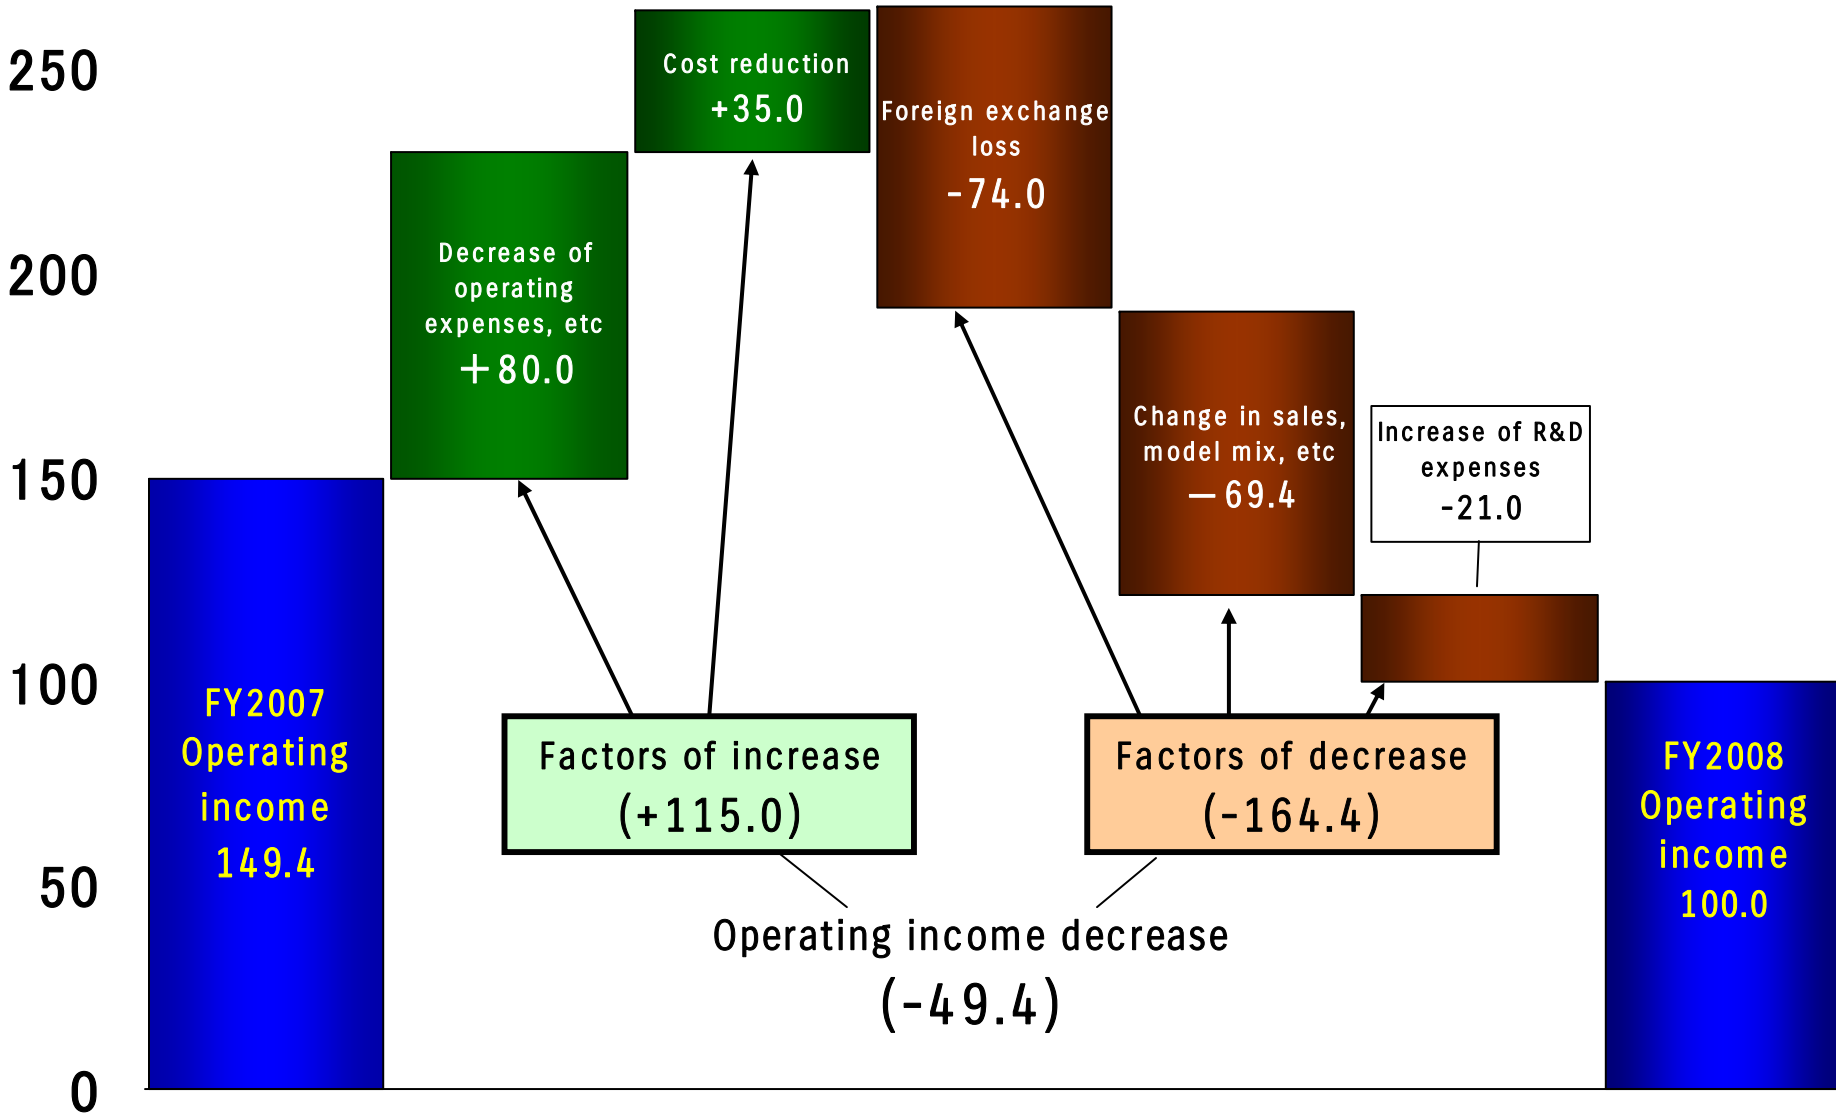 250
200
150
100
50
0
FY2007
Operating
income
149.4
Decrease of
operating
expenses, etc
+80.0
Cost reduction
+35.0
Foreign exchange
loss
-74.0
Change in sales,
model mix, etc
-69.4
Increase of R&D
expenses
-21.0
FY2008
Operating
income
100.0
Factors of increase
(+115.0)
Factors of decrease
(-164.4)
Operating income decrease
(-49.4)